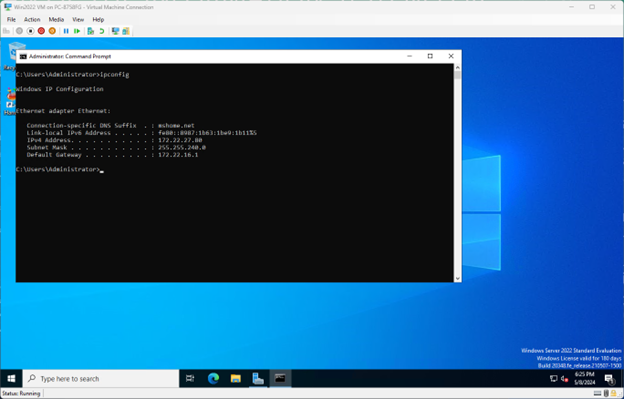 Win2022 VM on PC-B758FG - Virtual Machine Connection
File Action Media View Help
Administrator: Command Prompt
C:\Users\Administrator>ipconfig
Windows IP Configuration
Ethernet adapter Ethernet:
Connection-specific DNS Suffix . : mshome.net
Link-local IPv6 Address . . . . . : fe80::8987:1b63:1be9:1b11%5
IPv4 Address. . . . . . . . . . . : 172.22.27.80
Subnet Mask . . . . . . . . . . . : 255.255.240.0
Default Gateway . . . . . . . . . : 172.22.16.1
C:\Users\Administrator>
Windows Server 2022 Standard Evaluation
Windows License valid for 180 days
Build 20348.fe_release.210507-1500
Type here to search
6:25 PM
5/8/2024
Status: Running